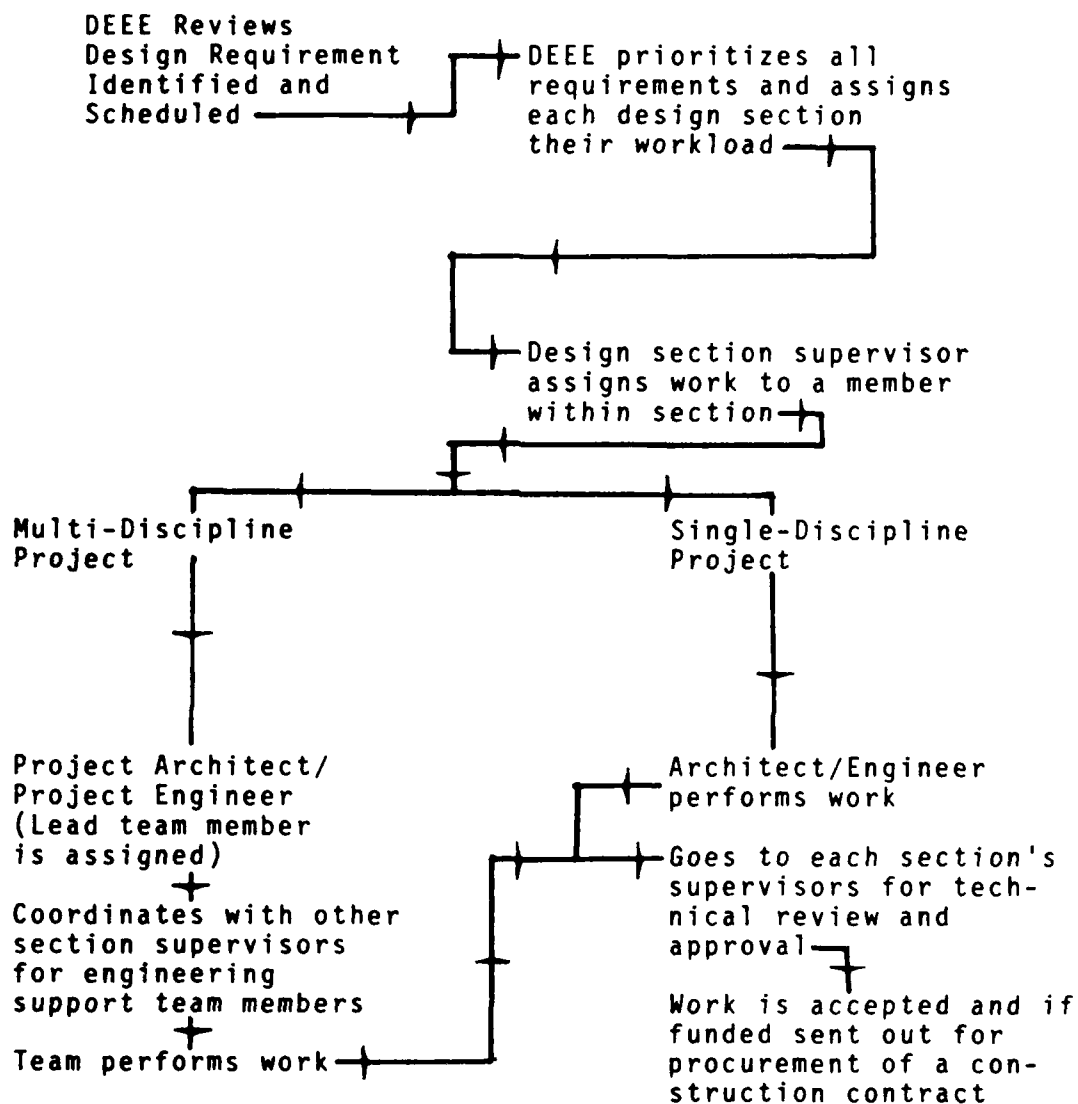 DEEE Reviews
Design Requirement
Identified and
Scheduled
DEEE prioritizes all
requirements and assigns
each design section
their workload
Design section supervisor
assigns work to a member
within section
Multi-Discipline
Project
Single-Discipline
Project
Project Architect/
Project Engineer
(Lead team member
is assigned)
Coordinates with other
section supervisors
for engineering
support team members
Team performs work
Architect/Engineer
performs work
Goes to each section's
supervisors for tech-
nical review and
approval
Work is accepted and if
funded sent out for
procurement of a con-
struction contract